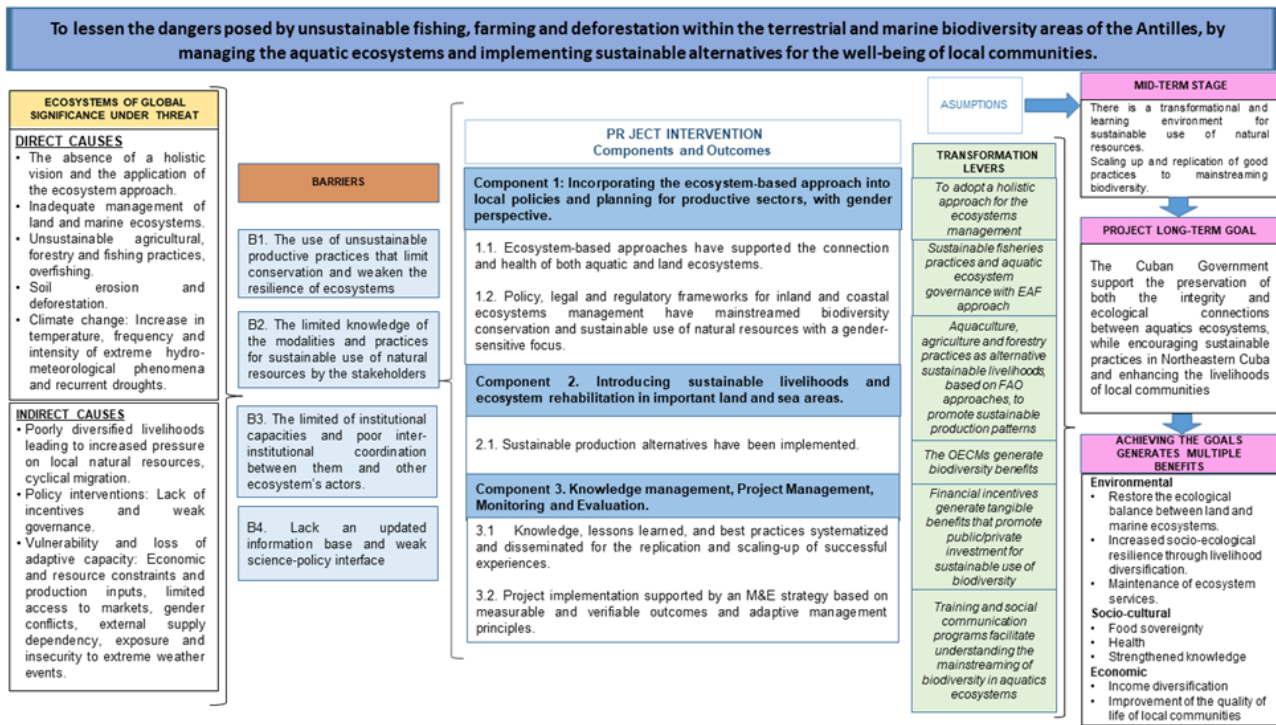 To lessen the dangers posed by unsustainable fishing, farming and deforestation within the terrestrial and marine biodiversity areas of the Antilles, by
managing the aquatic ecosystems and implementing sustainable alternatives for the well-being of local communities.
ECOSYSTEMS OF GLOBAL
SIGNIFICANCE UNDER THREAT
DIRECT CAUSES
• The absence of a holistic
vision and the application of
the ecosystem approach.
• Inadequate management of
land and marine ecosystems.
• Unsustainable agricultural,
forestry and fishing practices,
overfishing.
• Soil erosion and
deforestation.
• Climate change: Increase in
temperature, frequency and
intensity of extreme hydro-
meteorological phenomena
and recurrent droughts.
INDIRECT CAUSES
• Poorly diversified livelihoods
leading to increased pressure
on local natural resources,
cyclical migration.
• Policy interventions: Lack of
incentives and weak
governance.
• Vulnerability and loss of
adaptive capacity: Economic
and resource constraints and
production inputs, limited
access to markets, gender
conflicts, external supply
dependency, exposure and
insecurity to extreme weather
events.
BARRIERS
B1. The use of unsustainable
productive practices that limit
conservation and weaken the
resilience of ecosystems
B2. The limited knowledge of
the modalities and practices
for sustainable use of natural
resources by the stakeholders
B3. The limited of institutional
capacities and poor inter-
institutional coordination
between them and other
ecosystem's actors.
B4. Lack an updated
information base and weak
science-policy interface
PR JECT INTERVENTION
Components and Outcomes
Component 1: Incorporating the ecosystem-based approach into
local policies and planning for productive sectors, with gender
perspective.
1.1. Ecosystem-based approaches have supported the connection
and health of both aquatic and land ecosystems.
1.2. Policy, legal and regulatory frameworks for inland and coastal
ecosystems management have mainstreamed biodiversity
conservation and sustainable use of natural resources with a gender-
sensitive focus.
Component 2. Introducing sustainable livelihoods and
ecosystem rehabilitation in important land and sea areas.
2.1. Sustainable production alternatives have been implemented.
Component 3. Knowledge management, Project Management,
Monitoring and Evaluation.
3.1 Knowledge, lessons learned, and best practices systematized
and disseminated for the replication and scaling-up of successful
experiences.
3.2. Project implementation supported by an M&E strategy based on
measurable and verifiable outcomes and adaptive management
principles.
ASUMPTIONS
TRANSFORMATION
LEVERS
To adopt a holistic
approach for the
ecosystems
management
Sustainable fisheries
practices and aquatic
ecosystem
governance with EAF
approach
Aquaculture,
agriculture and forestry
practices as alternative
sustainable livelihoods,
based on FAO
approaches, to
promote sustainable
production patterns
The OECMs generate
biodiversity benefits
Financial incentives
generate tangible
benefits that promote
public/private
investment for
sustainable use of
biodiversity
Training and social
communication
programs facilitate
understanding the
mainstreaming of
biodiversity in aquatics
ecosystems
MID-TERM STAGE
There is a transformational and
learning environment for
sustainable use of natural
resources.
Scaling up and replication of good
practices to mainstreaming
biodiversity.
PROJECT LONG-TERM GOAL
The Cuban Government
support the preservation of
both the integrity and
ecological connections
between aquatics ecosystems,
while encouraging sustainable
practices in Northeastern Cuba
and enhancing the livelihoods
of local communities
ACHIEVING THE GOALS
GENERATES MULTIPLE
BENEFITS
Environmental
• Restore the ecological
balance between land and
marine ecosystems.
• Increased socio-ecological
resilience through livelihood
diversification.
• Maintenance of ecosystem
services.
Socio-cultural
• Food sovereignty
• Health
• Strengthened knowledge
Economic
• Income diversification
• Improvement of the quality of
life of local communities